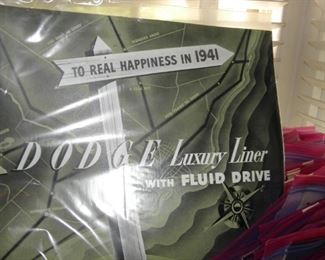 TO REAL HAPPINESS IN 1941
DODGE Luxury Liner
WITH FLUID DRIVE